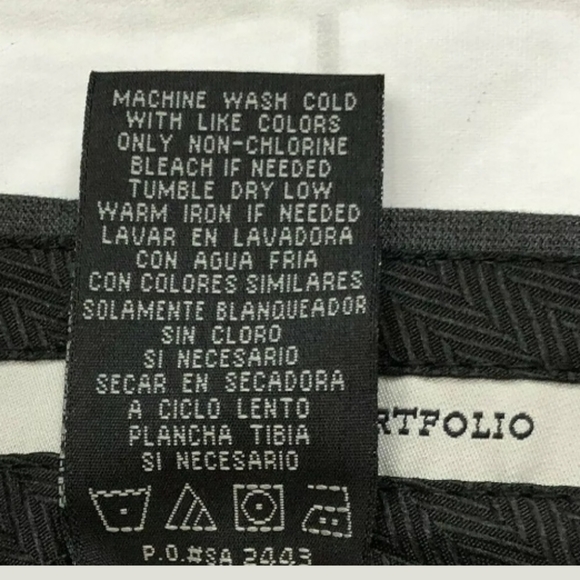 MACHINE WASH COLD
WITH LIKE COLORS
ONLY NON-CHLORINE
BLEACH IF NEEDED
TUMBLE DRY LOW
WARM IRON IF NEEDED
LAVAR EN LAVADORA
CON AGUA FRIA
CON COLORES SIMILARES
SOLAMENTE BLANQUEADOR
SIN CLORO
SI NECESARIO
SECAR EN SECADORA
A CICLO LENTO
PLANCHA TIBIA
SI NECESARIO
RTFOLIO
P.O.#SA 2443